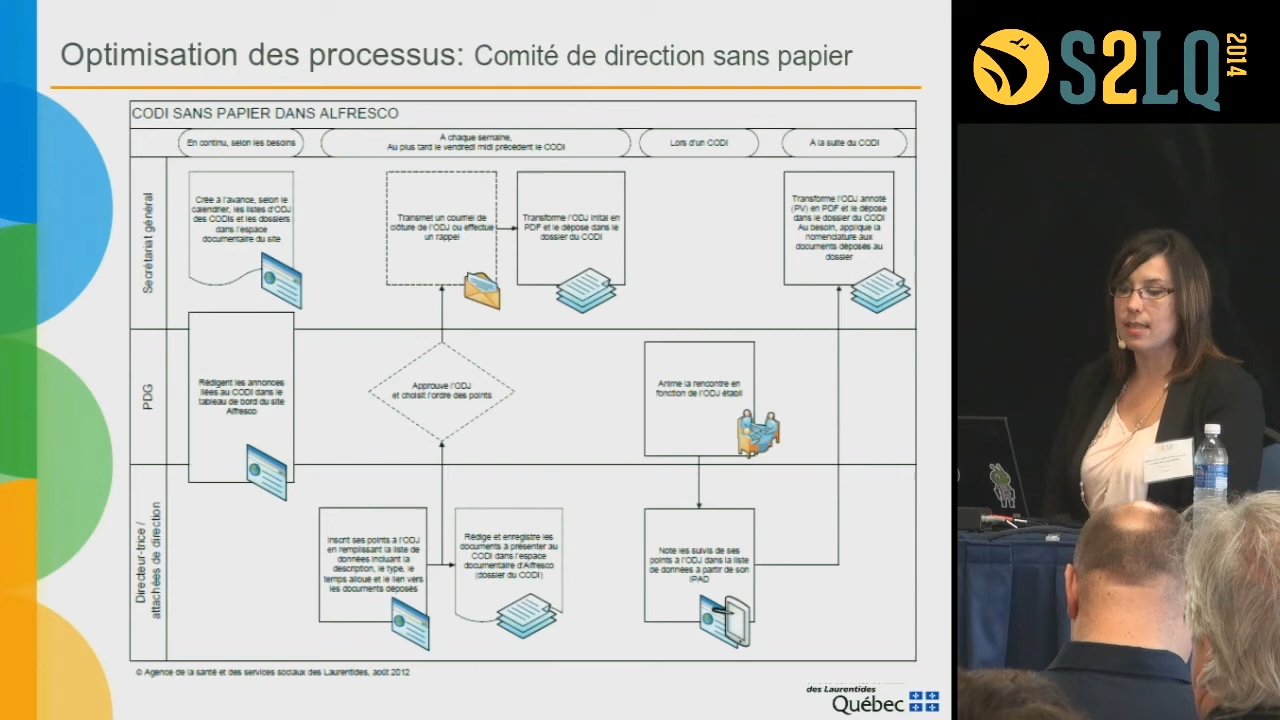 Optimisation des processus: Comité de direction sans papier
S2LQ 2014
CODI SANS PAPIER DANS ALFRESCO
En continu, selon les besoins
À chaque semaine,
Au plus tard le vendredi midi précédent le CODI
Lors d'un CODI
À la suite du CODI
Secrétariat général
Crée à l'avance, selon le
calendrier, les listes d'ODJ
des CODIs et les dossiers
dans l'espace
documentaire du site
Transmet un courriel de
clôture de l'ODJ ou effectue
un rappel
Transforme l'ODJ inital en
PDF et le dépose dans le
dossier du CODI
Transforme l'ODJ annoté
(PV) en PDF et le dépose
dans le dossier du CODI
Au besoin, applique la
nomenclature aux
documents déposés au
dossier
PDG
Rédigent les annonces
liées au CODI dans le
tableau de bord du site
Alfresco
Approuve l'ODJ
et choisit l'ordre des points
Anime la rencontre en
fonction de l'ODJ établi
Directeur-trice /
attachées de direction
Inscrit ses points à l'ODJ
en remplissant la liste de
données incluant la
description, le type, le
temps alloué et le lien vers
les documents déposés
Rédige et enregistre les
documents à présenter au
CODI dans l'espace
documentaire d'Alfresco
(dossier du CODI)
Note les suivis de ses
points à l'ODJ dans la liste
de données à partir de son
IPAD
© Agence de la santé et des services sociaux des Laurentides, août 2012
des Laurentides
Québec